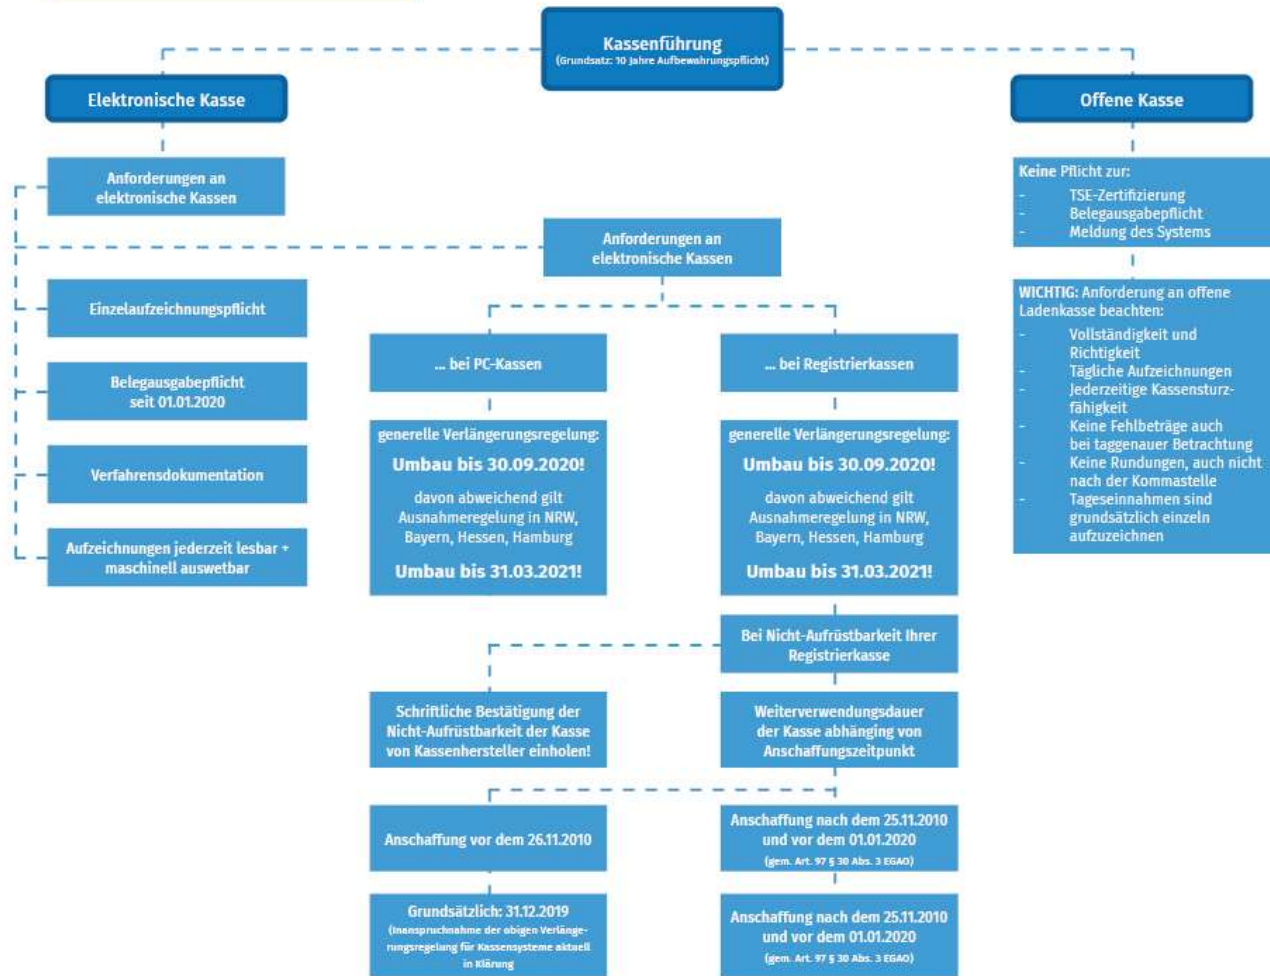 Kassenführung
(Grundsatz: 10 Jahre Aufbewahrungspflicht)
Elektronische Kasse
Offene Kasse
Anforderungen an
elektronische Kassen
Keine Pflicht zur:
- TSE-Zertifizierung
- Belegausgabepflicht
- Meldung des Systems
Anforderungen an
elektronische Kassen
Einzelaufzeichnungspflicht
Belegausgabepflicht
seit 01.01.2020
Verfahrensdokumentation
Aufzeichnungen jederzeit lesbar +
maschinell auswetbar
... bei PC-Kassen
generelle Verlängerungsregelung:
Umbau bis 30.09.2020!
davon abweichend gilt
Ausnahmeregelung in NRW,
Bayern, Hessen, Hamburg
Umbau bis 31.03.2021!
... bei Registrierkassen
generelle Verlängerungsregelung:
Umbau bis 30.09.2020!
davon abweichend gilt
Ausnahmeregelung in NRW,
Bayern, Hessen, Hamburg
Umbau bis 31.03.2021!
WICHTIG: Anforderung an offene
Ladenkasse beachten:
- Vollständigkeit und
Richtigkeit
- Tägliche Aufzeichnungen
- Jederzeitige Kassensturz-
fähigkeit
- Keine Fehlbeträge auch
bei taggenauer Betrachtung
- Keine Rundungen, auch nicht
nach der Kommastelle
- Tageseinnahmen sind
grundsätzlich einzeln
aufzuzeichnen
Bei Nicht-Aufrüstbarkeit Ihrer
Registrierkasse
Schriftliche Bestätigung der
Nicht-Aufrüstbarkeit der Kasse
von Kassenhersteller einholen!
Weiterverwendungsdauer
der Kasse abhänging von
Anschaffungszeitpunkt
Anschaffung vor dem 26.11.2010
Anschaffung nach dem 25.11.2010
und vor dem 01.01.2020
(gem. Art. 97 § 30 Abs. 3 EGAO)
Grundsätzlich: 31.12.2019
(Inanspruchnahme der obigen Verlänge-
rungsregelung für Kassensysteme aktuell
in Klärung
Anschaffung nach dem 25.11.2010
und vor dem 01.01.2020
(gem. Art. 97 § 30 Abs. 3 EGAO)